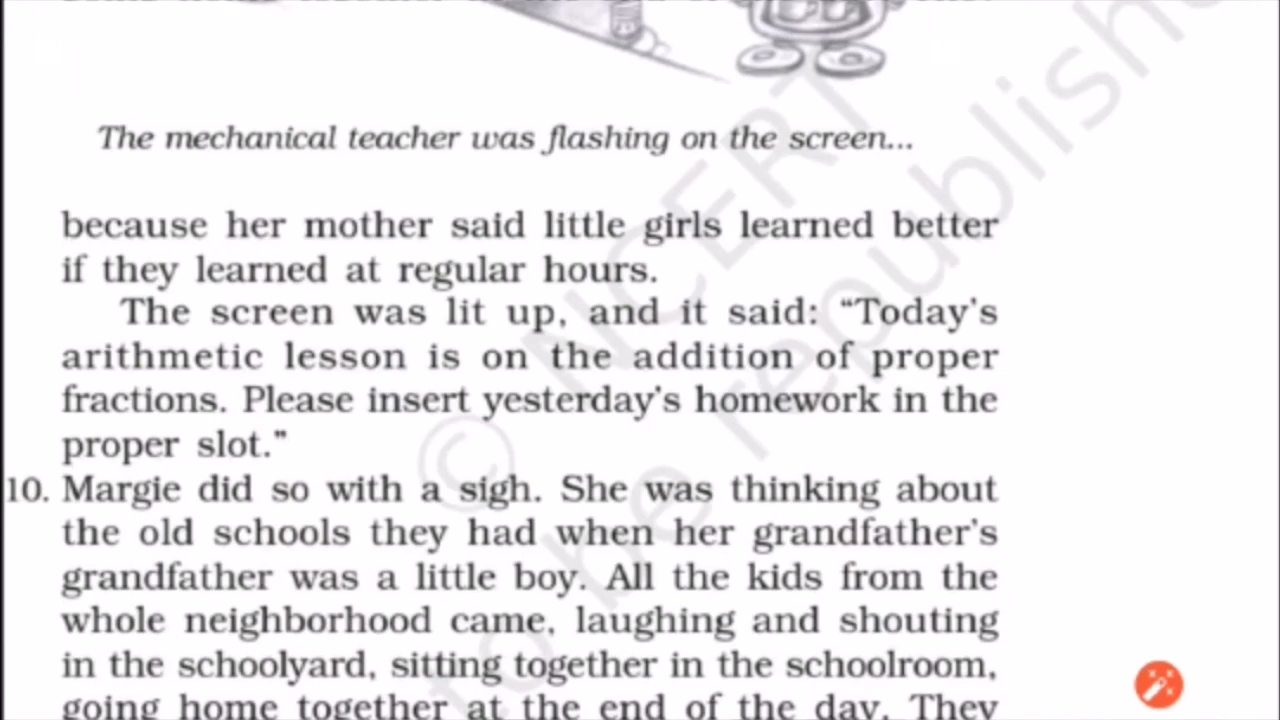 The mechanical teacher was flashing on the screen...
because her mother said little girls learned better
if they learned at regular hours.
The screen was lit up, and it said: “Today’s
arithmetic lesson is on the addition of proper
fractions. Please insert yesterday’s homework in the
proper slot.”
10. Margie did so with a sigh. She was thinking about
the old schools they had when her grandfather’s
grandfather was a little boy. All the kids from the
whole neighborhood came, laughing and shouting
in the schoolyard, sitting together in the schoolroom,
going home together at the end of the day. They
© NCERT
to be republish